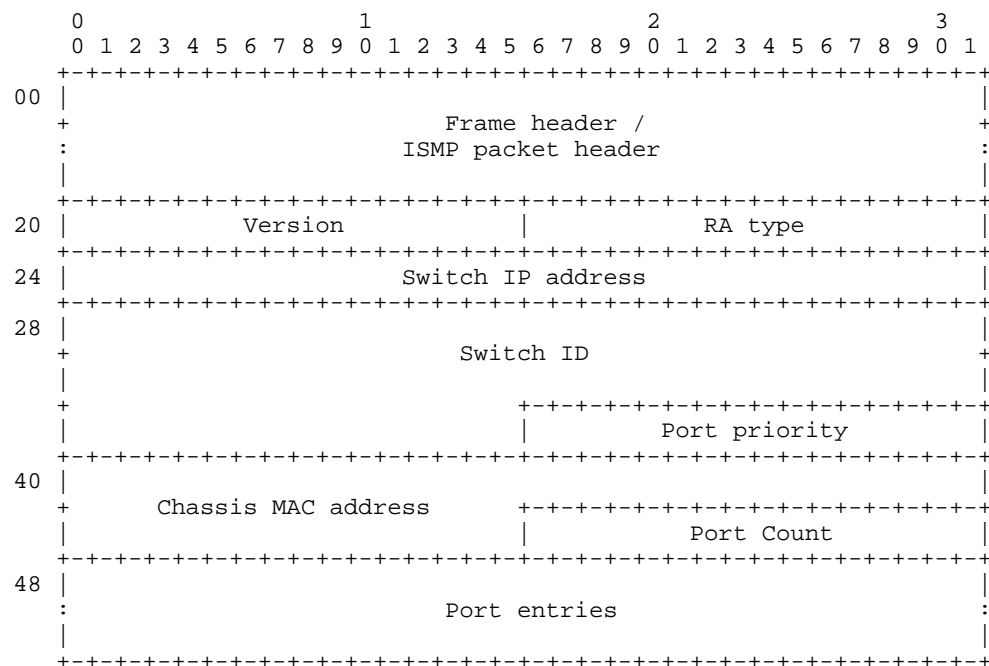 0                   1                   2                   3
0 1 2 3 4 5 6 7 8 9 0 1 2 3 4 5 6 7 8 9 0 1 2 3 4 5 6 7 8 9 0 1
+-+-+-+-+-+-+-+-+-+-+-+-+-+-+-+-+-+-+-+-+-+-+-+-+-+-+-+-+-+-+-+-+
00 |                                                               |
+                          Frame header /                       +
:                       ISMP packet header                      :
|                                                               |
+-+-+-+-+-+-+-+-+-+-+-+-+-+-+-+-+-+-+-+-+-+-+-+-+-+-+-+-+-+-+-+-+
20 |            Version            |            RA type            |
+-+-+-+-+-+-+-+-+-+-+-+-+-+-+-+-+-+-+-+-+-+-+-+-+-+-+-+-+-+-+-+-+
24 |                       Switch IP address                       |
+-+-+-+-+-+-+-+-+-+-+-+-+-+-+-+-+-+-+-+-+-+-+-+-+-+-+-+-+-+-+-+-+
28 |                                                               |
+                           Switch ID                           +
|                                                               |
+                               +-+-+-+-+-+-+-+-+-+-+-+-+-+-+-+-+
|                               |         Port priority         |
+-+-+-+-+-+-+-+-+-+-+-+-+-+-+-+-+-+-+-+-+-+-+-+-+-+-+-+-+-+-+-+-+
40 |                                                               |
+      Chassis MAC address      +-+-+-+-+-+-+-+-+-+-+-+-+-+-+-+-+
|                               |           Port Count          |
+-+-+-+-+-+-+-+-+-+-+-+-+-+-+-+-+-+-+-+-+-+-+-+-+-+-+-+-+-+-+-+-+
48 |                                                               |
:                          Port entries                         :
|                                                               |
+-+-+-+-+-+-+-+-+-+-+-+-+-+-+-+-+-+-+-+-+-+-+-+-+-+-+-+-+-+-+-+-+